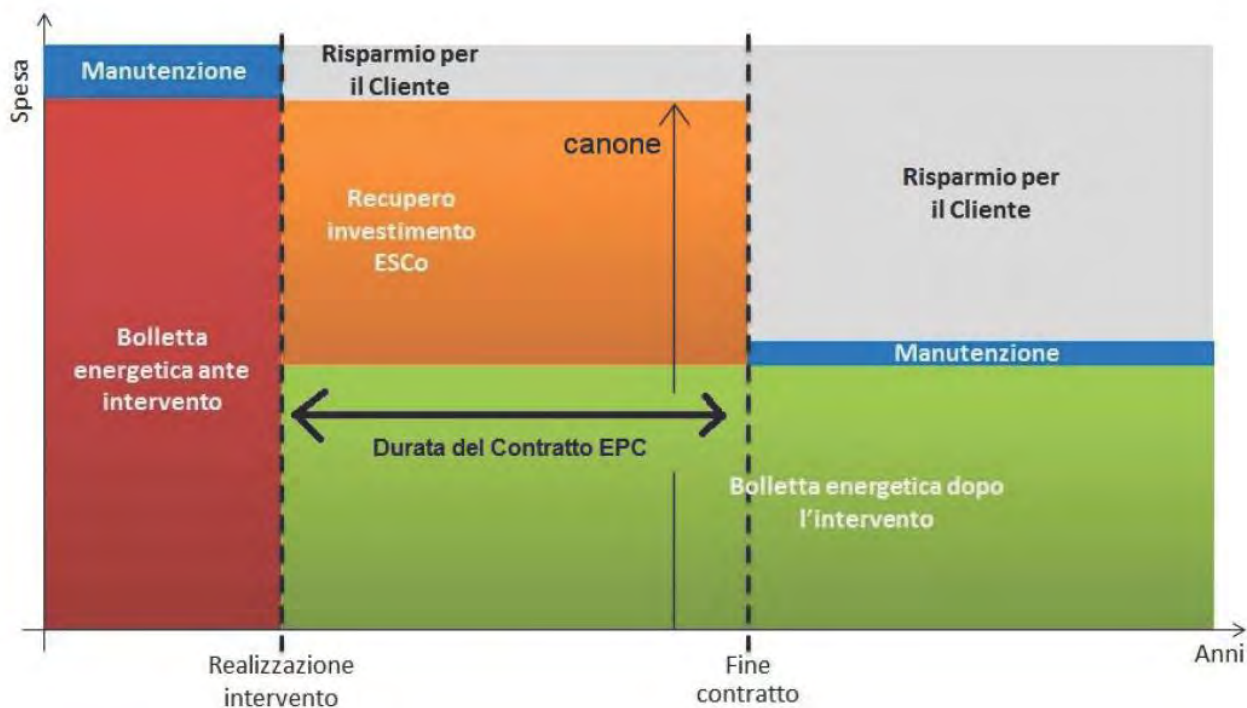 Spesa
Manutenzione
Bolletta
energetica ante
intervento
Risparmio per
il Cliente
canone
Recupero
investimento
ESCo
Durata del Contratto EPC
Risparmio per
il Cliente
Manutenzione
Bolletta energetica dopo
l'intervento
Realizzazione
intervento
Fine
contratto
Anni